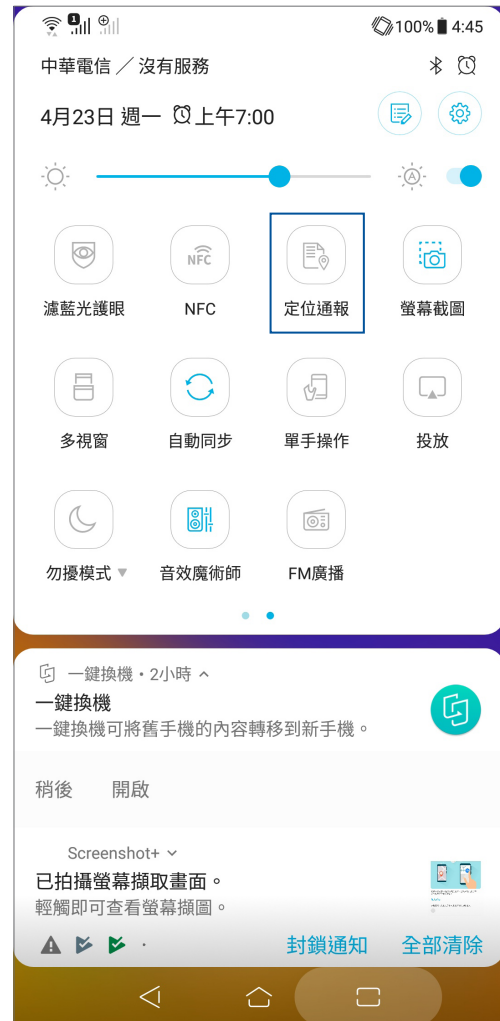 100% 4:45
中華電信 ／ 沒有服務
4月23日 週一 上午7:00
A
NFC
濾藍光護眼 NFC 定位通報 螢幕截圖
多視窗 自動同步 單手操作 投放
勿擾模式 音效魔術師 FM廣播
一鍵換機 • 2小時
一鍵換機
一鍵換機可將舊手機的內容轉移到新手機。
稍後 開啟
Screenshot+
已拍攝螢幕擷取畫面。
輕觸即可查看螢幕擷圖。
封鎖通知 全部清除